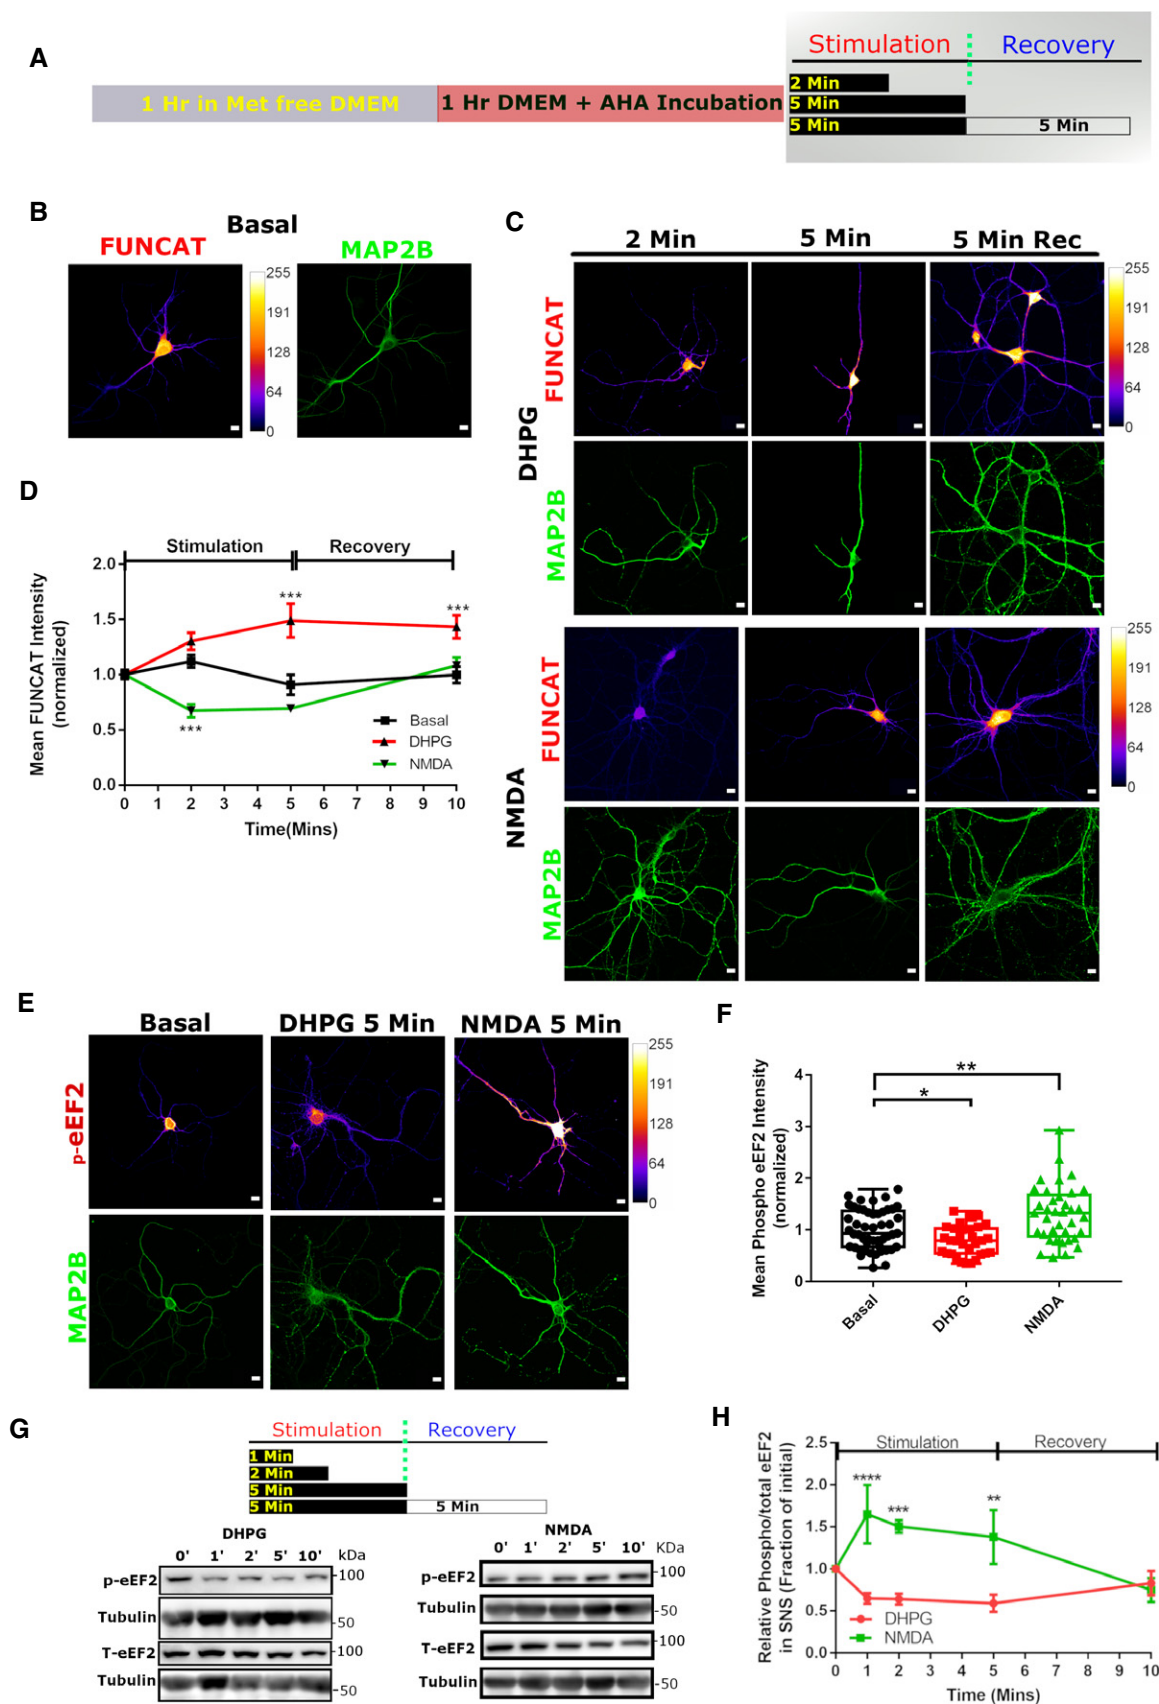 A
Stimulation Recovery
2 Min
1 Hr in Met free DMEM 1 Hr DMEM + AHA Incubation 5 Min
5 Min 5 Min
B
Basal
FUNCAT MAP2B
255
191
128
64
0
C
2 Min 5 Min 5 Min Rec
DHPG
FUNCAT
255
191
128
64
0
MAP2B
NMDA
FUNCAT
255
191
128
64
0
MAP2B
D
Stimulation Recovery
Mean FUNCAT Intensity
(normalized)
2.0
1.5
1.0
0.5
0.0
*** *** ***
Basal
DHPG
NMDA
0 1 2 3 4 5 6 7 8 9 10
Time(Mins)
E
Basal DHPG 5 Min NMDA 5 Min
p-eEF2
255
191
128
64
0
MAP2B
F
Mean Phospho eEF2 Intensity
(normalized)
4
3
2
1
0
**
*
Basal DHPG NMDA
G
Stimulation Recovery
1 Min
2 Min
5 Min
5 Min 5 Min
DHPG
0' 1' 2' 5' 10' kDa
p-eEF2 -100
Tubulin -50
T-eEF2 -100
Tubulin -50
NMDA
0' 1' 2' 5' 10' KDa
p-eEF2 -100
Tubulin -50
T-eEF2 -100
Tubulin -50
H
Relative Phospho/total eEF2
in SNS (Fraction of initial)
2.5
2.0
1.5
1.0
0.5
0.0
Stimulation Recovery
**** *** **
DHPG
NMDA
0 1 2 3 4 5 6 7 8 9 10
Time (Mins)